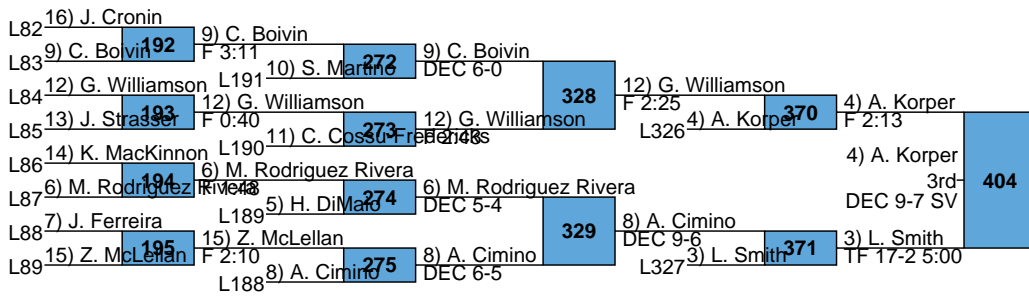 L82 16) J. Cronin
192
L83 9) C. Boivin
9) C. Boivin
F 3:11
L84 12) G. Williamson
193
L85 13) J. Strasser
12) G. Williamson
F 0:40
L86 14) K. MacKinnon
194
L87 6) M. Rodriguez Rivera
6) M. Rodriguez Rivera
F 1:48
L88 7) J. Ferreira
195
L89 15) Z. McLellan
15) Z. McLellan
F 2:10
272
L191 10) S. Martino
9) C. Boivin
DEC 6-0
273
L190 11) C. Cossu-Fredericks
12) G. Williamson
F 2:43
274
L189 5) H. DiMaio
6) M. Rodriguez Rivera
DEC 5-4
275
L188 8) A. Cimino
8) A. Cimino
DEC 6-5
328
12) G. Williamson
F 2:25
329
8) A. Cimino
DEC 9-6
370
L326 4) A. Korper
4) A. Korper
F 2:13
371
L327 3) L. Smith
3) L. Smith
TF 17-2 5:00
404
4) A. Korper
3rd
DEC 9-7 SV